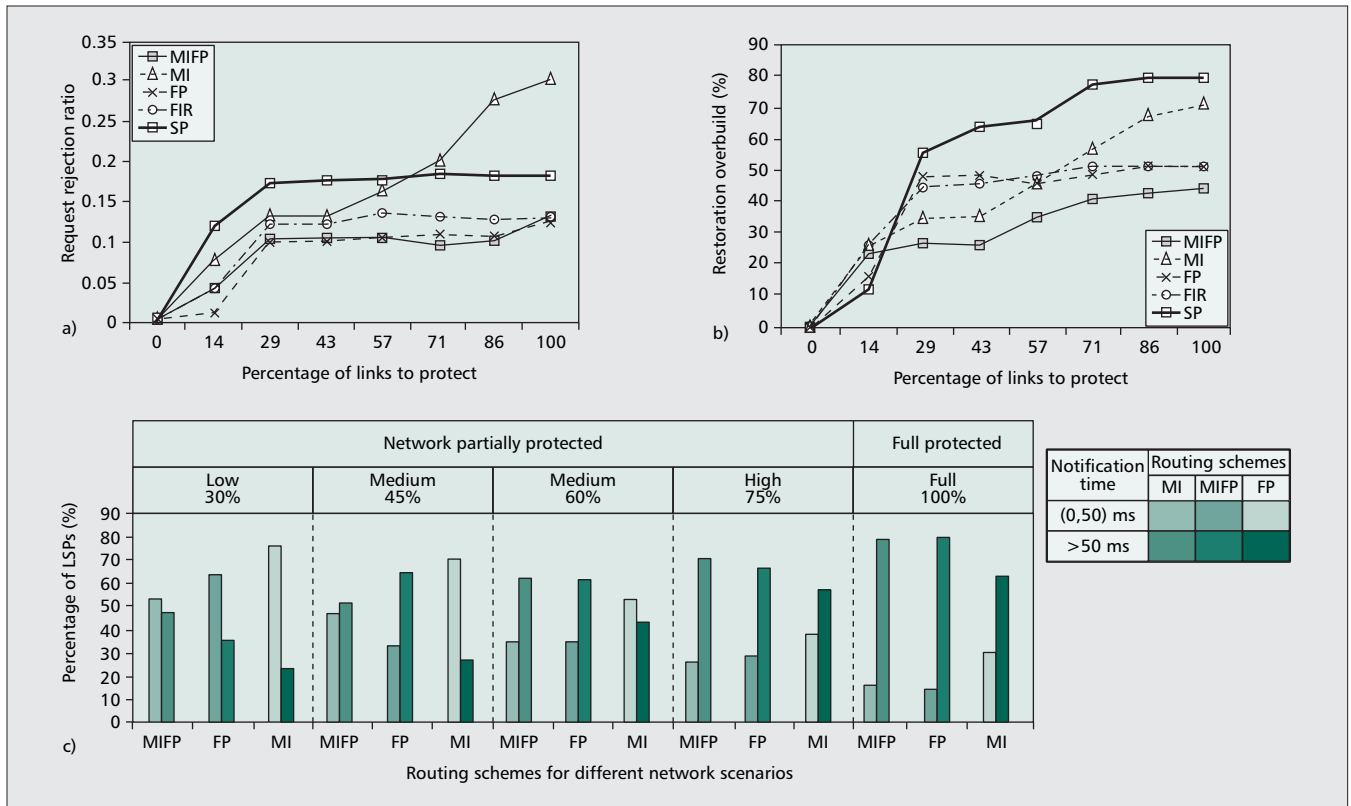 0.35
0.3
0.25
0.2
0.15
0.1
0.05
0
Request rejection ratio
MIFP
MI
FP
FIR
SP
0 14 29 43 57 71 86 100
Percentage of links to protect
a)
90
80
70
60
50
40
30
20
10
0
Restoration overbuild (%)
MIFP
MI
FP
FIR
SP
0 14 29 43 57 71 86 100
Percentage of links to protect
b)
Network partially protected Full protected
Low Medium Medium High Full
30% 45% 60% 75% 100%
90
80
70
60
50
40
30
20
10
0
Percentage of LSPs (%)
MIFP FP MI MIFP FP MI MIFP FP MI MIFP FP MI MIFP FP MI
Routing schemes for different network scenarios
c)
Notification time Routing schemes
MI MIFP FP
(0,50) ms
>50 ms